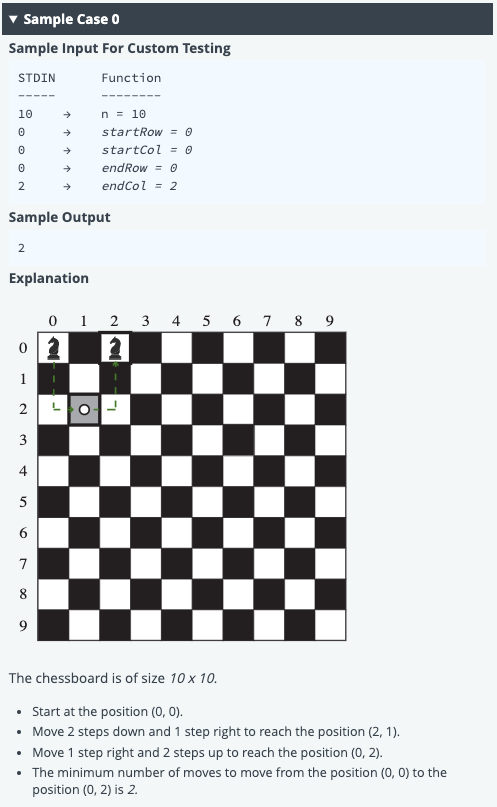 ▼ Sample Case 0
Sample Input For Custom Testing
STDIN Function
----- --------
10 → n = 10
0 → startRow = 0
0 → startCol = 0
0 → endRow = 0
2 → endCol = 2
Sample Output
2
Explanation
0 1 2 3 4 5 6 7 8 9
0
1
2
3
4
5
6
7
8
9
The chessboard is of size 10 x 10.
• Start at the position (0, 0).
• Move 2 steps down and 1 step right to reach the position (2, 1).
• Move 1 step right and 2 steps up to reach the position (0, 2).
• The minimum number of moves to move from the position (0, 0) to the
position (0, 2) is 2.